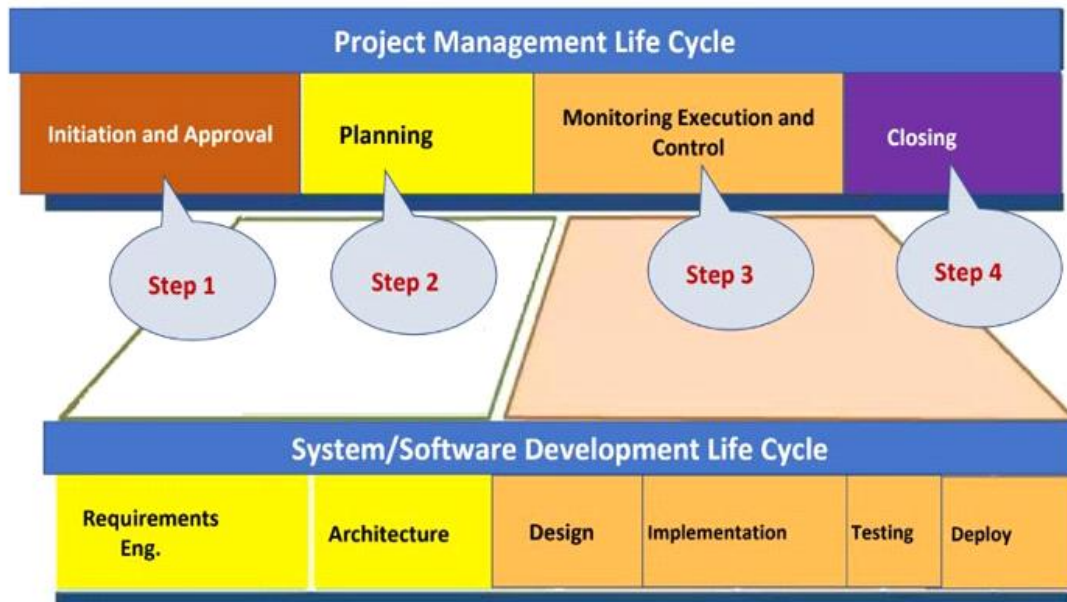 Project Management Life Cycle
Initiation and Approval
Planning
Monitoring Execution and
Control
Closing
Step 1
Step 2
Step 3
Step 4
System/Software Development Life Cycle
Requirements
Eng.
Architecture
Design
Implementation
Testing
Deploy